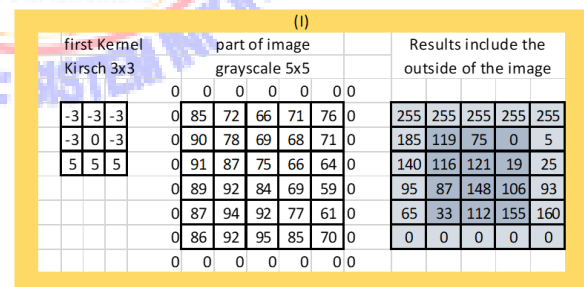 (I)
first Kernel part of image Results include the
Kirsch 3x3 grayscale 5x5 outside of the image
0 0 0 0 0 0 0
-3 -3 -3 0 85 72 66 71 76 0 255 255 255 255 255
-3 0 -3 0 90 78 69 68 71 0 185 119 75 0 5
5 5 5 0 91 87 75 66 64 0 140 116 121 19 25
0 89 92 84 69 59 0 95 87 148 106 93
0 87 94 92 77 61 0 65 33 112 155 160
0 86 92 95 85 70 0 0 0 0 0 0
0 0 0 0 0 0 0